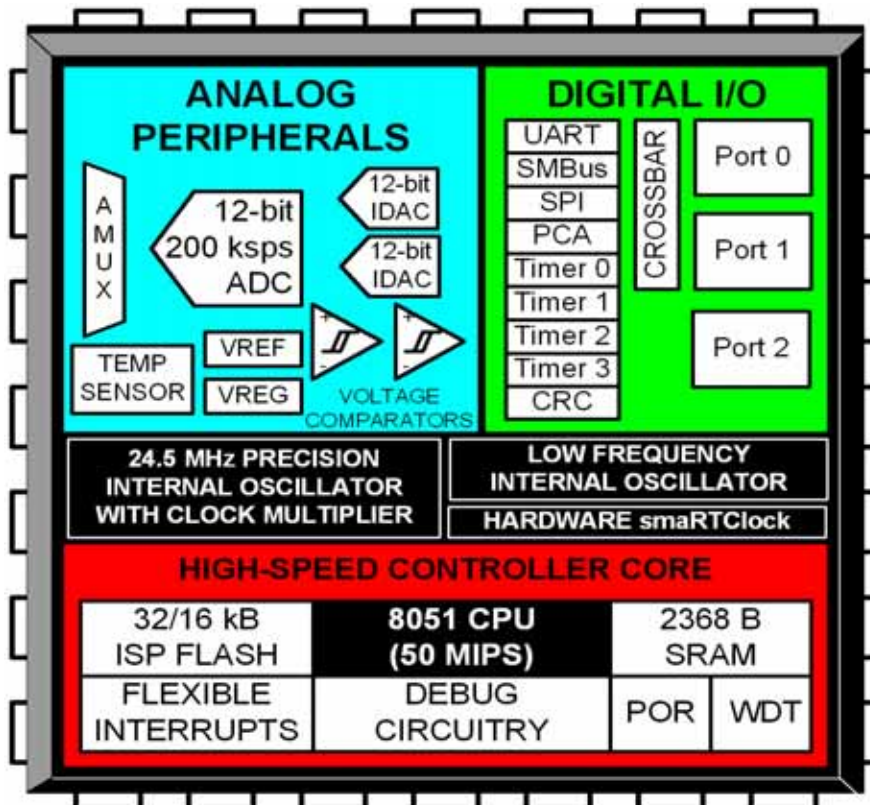 ANALOG
PERIPHERALS
A
M
U
X
12-bit
200 ksps
ADC
12-bit
IDAC
12-bit
IDAC
TEMP
SENSOR
VREF
VREG
+
-
+
-
VOLTAGE
COMPARATORS
DIGITAL I/O
UART
SMBus
SPI
PCA
Timer 0
Timer 1
Timer 2
Timer 3
CRC
CROSSBAR
Port 0
Port 1
Port 2
24.5 MHz PRECISION
INTERNAL OSCILLATOR
WITH CLOCK MULTIPLIER
LOW FREQUENCY
INTERNAL OSCILLATOR
HARDWARE smaRTClock
HIGH-SPEED CONTROLLER CORE
32/16 kB
ISP FLASH
8051 CPU
(50 MIPS)
2368 B
SRAM
FLEXIBLE
INTERRUPTS
DEBUG
CIRCUITRY
POR
WDT